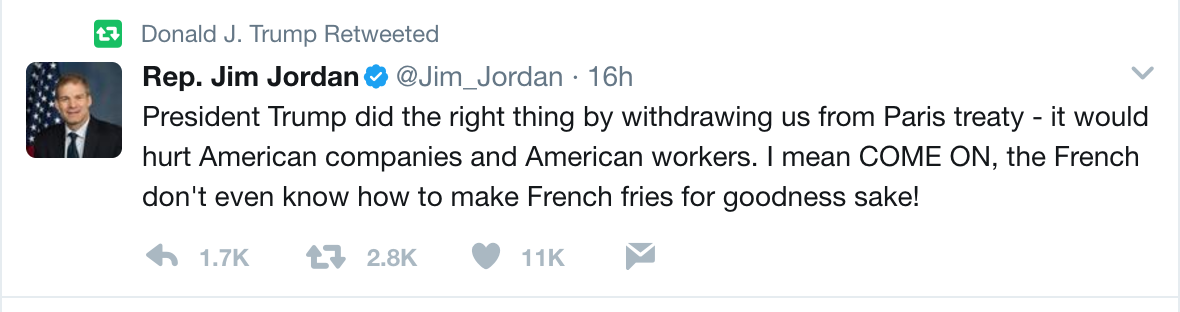 Donald J. Trump Retweeted
Rep. Jim Jordan @Jim_Jordan · 16h
President Trump did the right thing by withdrawing us from Paris treaty - it would
hurt American companies and American workers. I mean COME ON, the French
don't even know how to make French fries for goodness sake!
1.7K 2.8K 11K